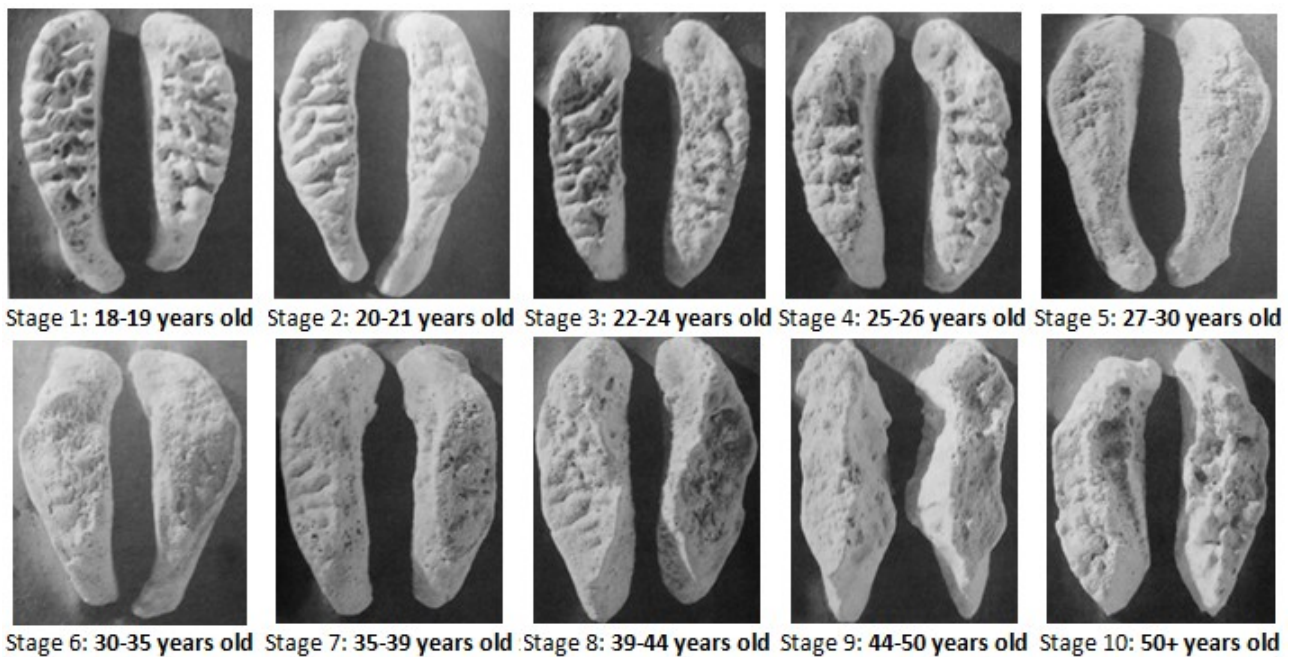 Stage 1: 18-19 years old
Stage 2: 20-21 years old
Stage 3: 22-24 years old
Stage 4: 25-26 years old
Stage 5: 27-30 years old
Stage 6: 30-35 years old
Stage 7: 35-39 years old
Stage 8: 39-44 years old
Stage 9: 44-50 years old
Stage 10: 50+ years old